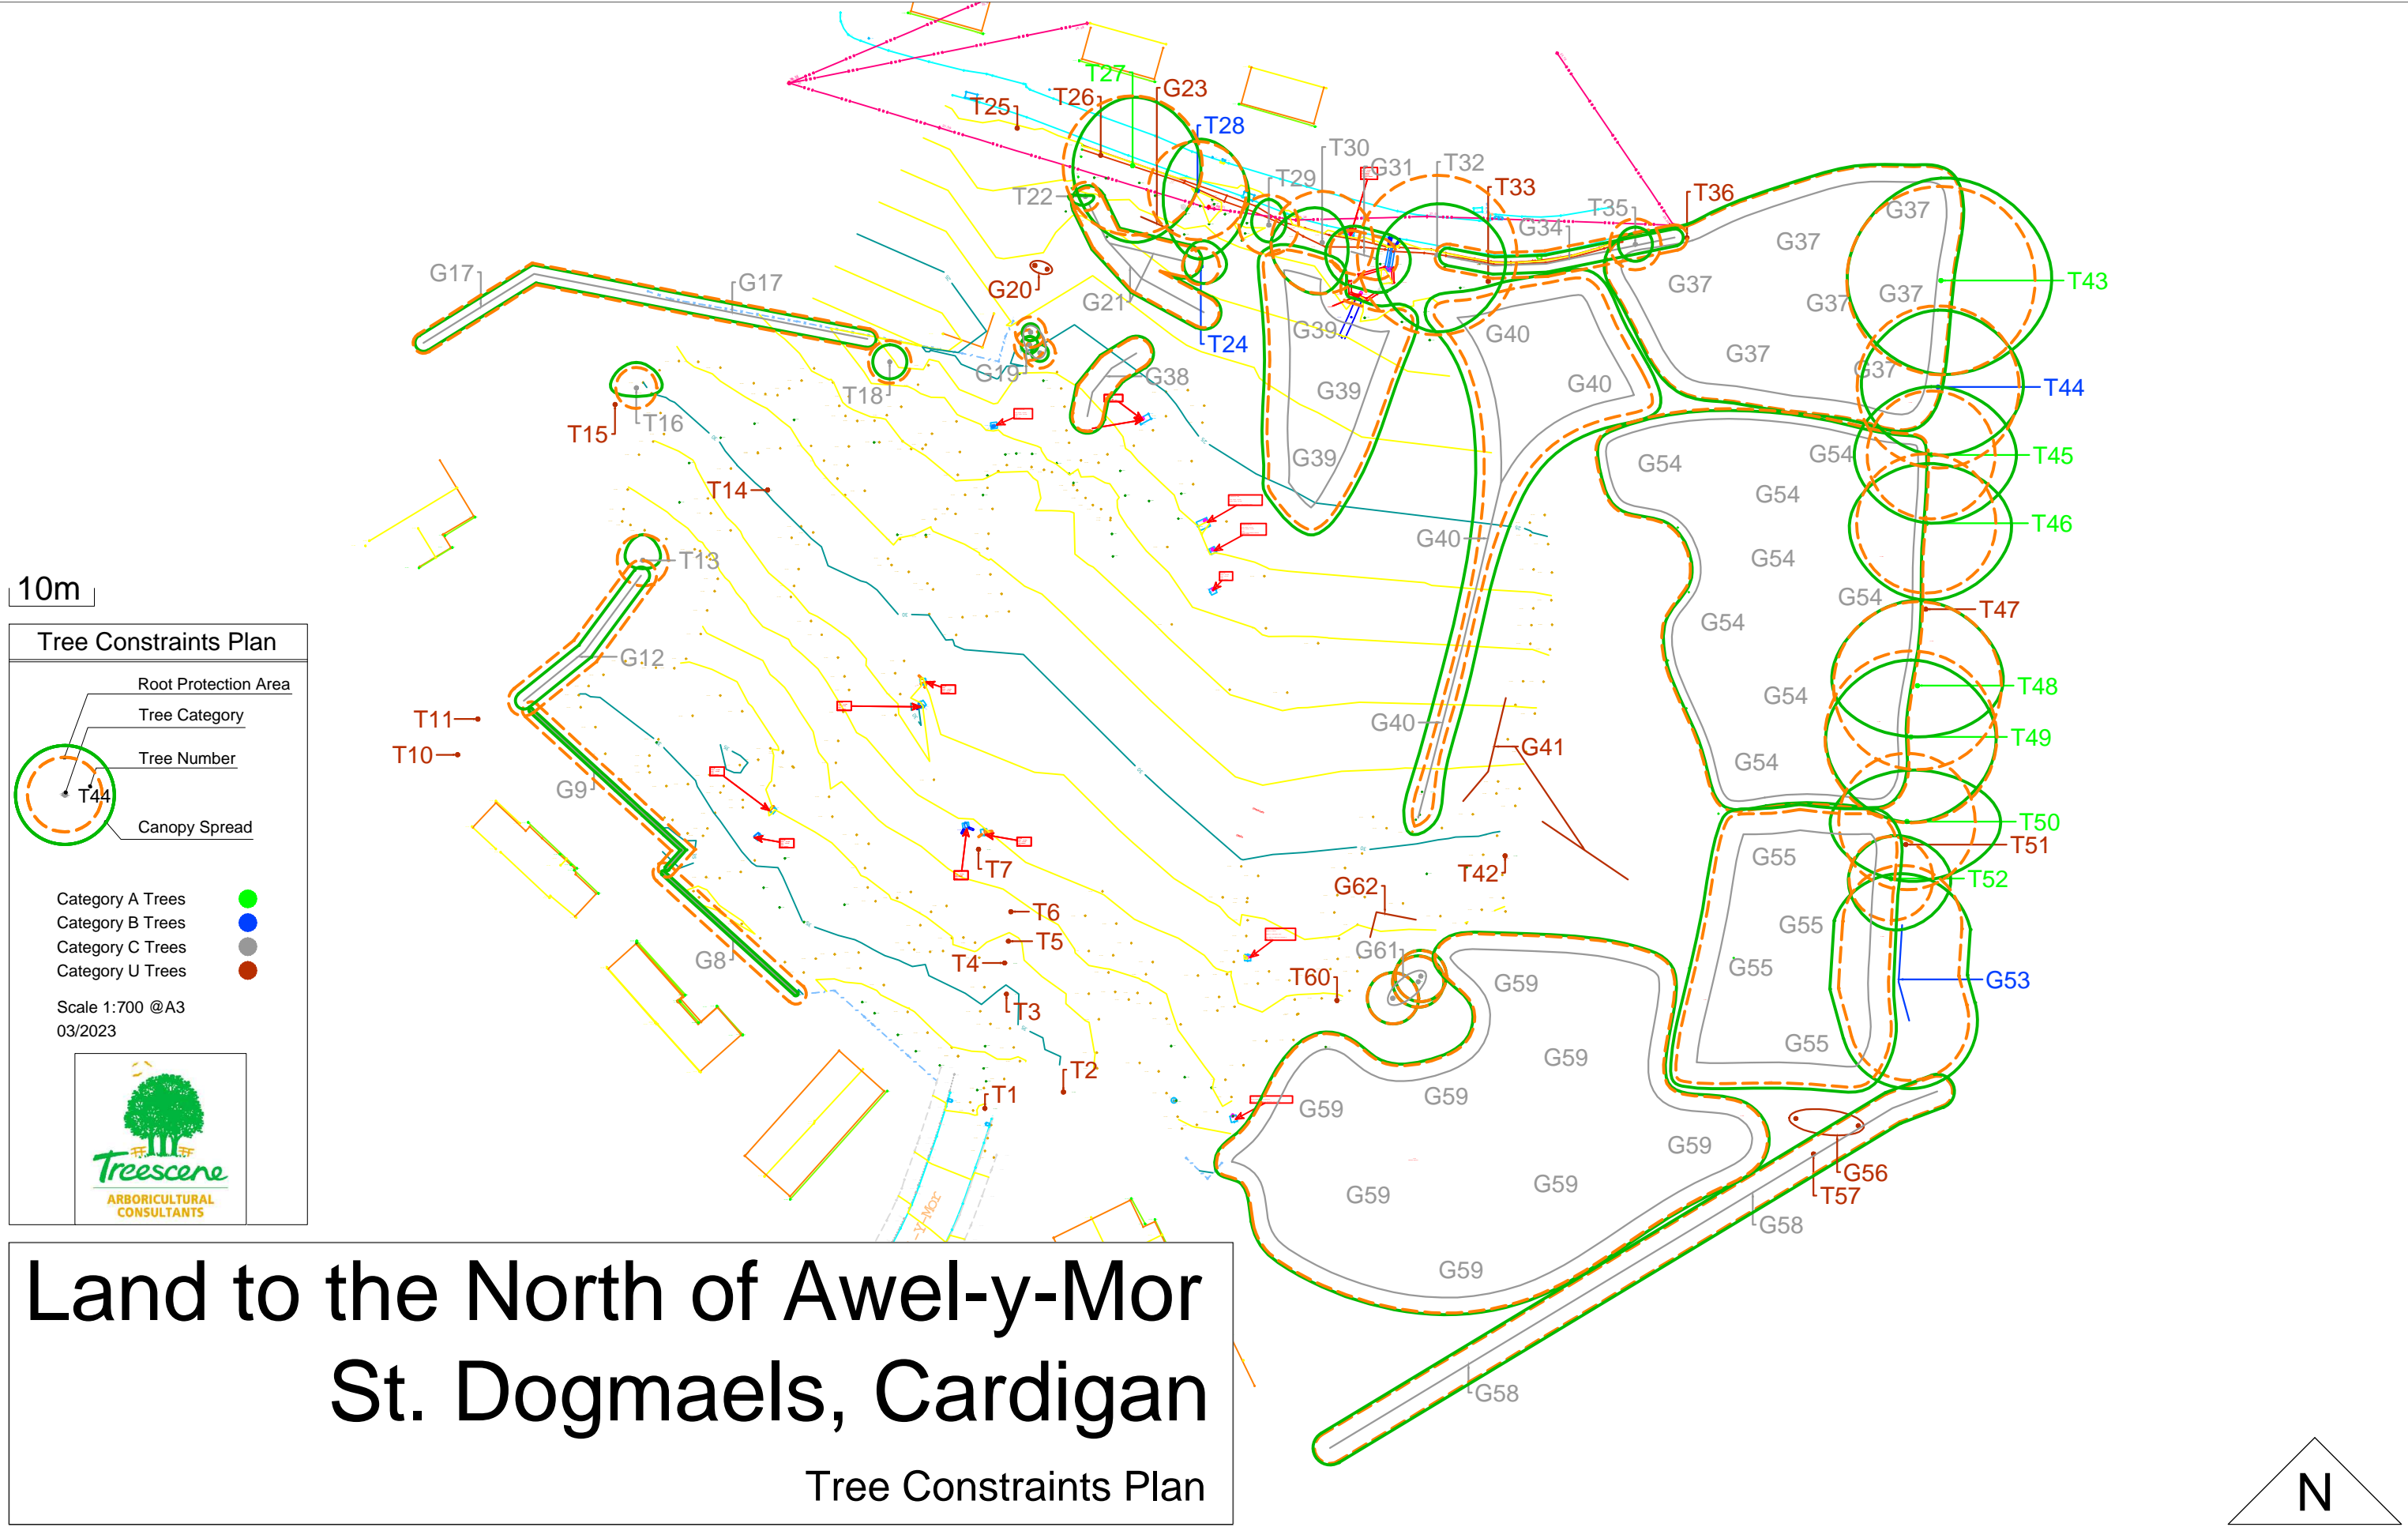 T27
T26
G23
T25
T28
T30
G31
T32
T29
T33
T22
T35
T36
G34
G37
G37
G17
G17
G20
G21
G37
G37
G37
T43
G39
G40
T24
G19
G38
G37
G37
T18
G39
G40
T44
T16
T15
G39
G54
G54
T45
T14
G54
T46
G40
T13
G54
10m
G54
T47
Tree Constraints Plan
G54
G12
Root Protection Area
G54
T48
Tree Category
T11
G40
T49
T10
G41
Tree Number
G54
T44
G9
Canopy Spread
T50
T51
G55
T7
T42
T52
G62
Category A Trees
T6
G55
Category B Trees
T5
G61
Category C Trees
G8
T4
G55
Category U Trees
T60
G59
G53
Scale 1:700 @A3
T3
03/2023
G55
G59
T2
T1
G59
G59
G59
G56
G59
G59
T57
Treescene
ARBORICULTURAL
CONSULTANTS
-Y-Mor
G58
G59
G58
Land to the North of Awel-y-Mor
St. Dogmaels, Cardigan
Tree Constraints Plan
N